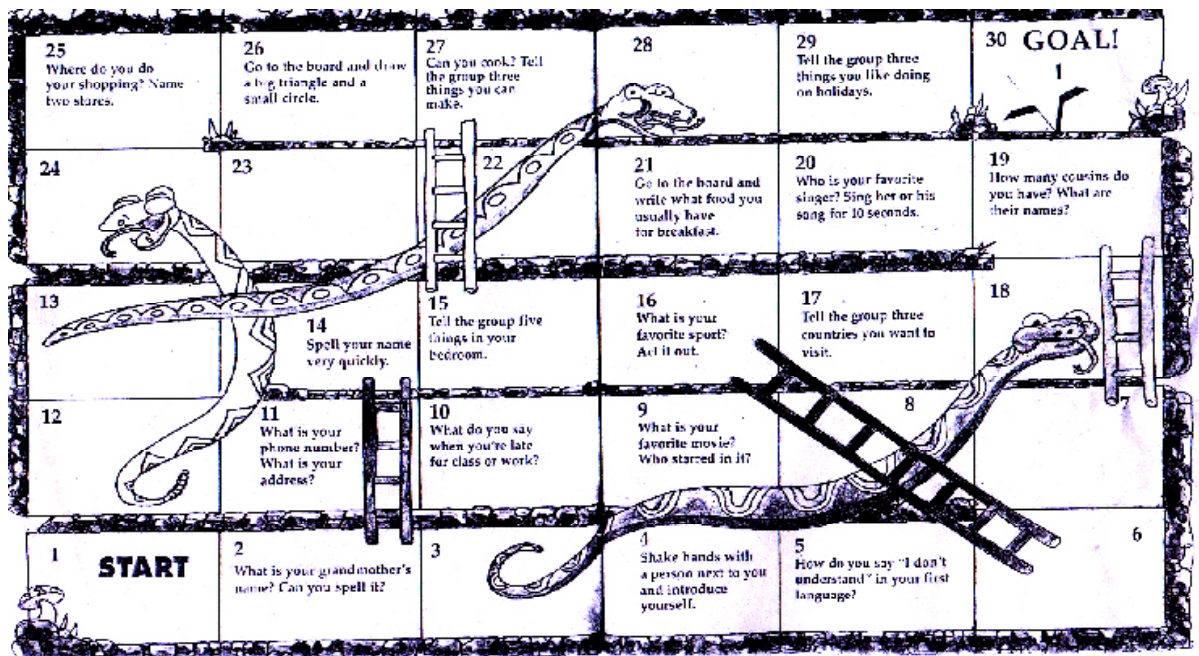 25
Where do you do
your shopping? Name
two stores.
26
Go to the board and draw
a big triangle and a
small circle.
27
Can you cook? Tell
the group three
things you can
make.
28
29
Tell the group three
things you like doing
on holidays.
30 GOAL!
1
24
23
22
21
Go to the board and
write what food you
usually have
for breakfast.
20
Who is your favorite
singer? Sing her or his
song for 10 seconds.
19
How many cousins do
you have? What are
their names?
13
14
Spell your name
very quickly.
15
Tell the group five
things in your
bedroom.
16
What is your
favorite sport?
Act it out.
17
Tell the group three
countries you want to
visit.
18
12
11
What is your
phone number?
What is your
address?
10
What do you say
when you're late
for class or work?
9
What is your
favorite movie?
Who starred in it?
8
7
1
START
2
What is your grandmother's
name? Can you spell it?
3
4
Shake hands with
a person next to you
and introduce
yourself.
5
How do you say "I don't
understand" in your first
language?
6